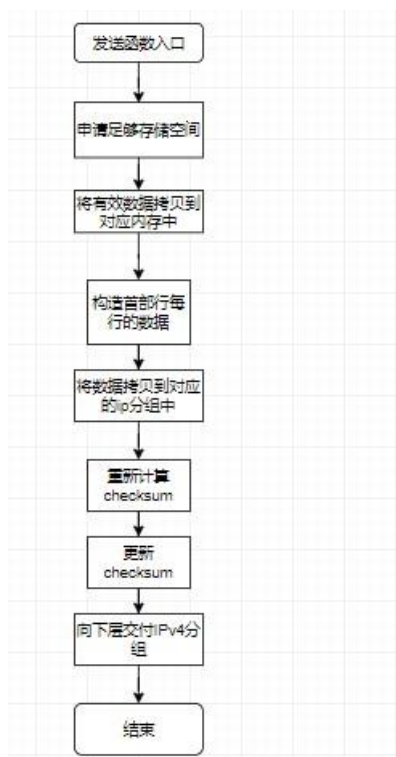 发送函数入口
申请足够存储空间
将有效数据拷贝到
对应内存中
构造首部行每
行的数据
将数据拷贝到对应
的ip分组中
重新计算
checksum
更新
checksum
向下层交付IPv4分
组
结束